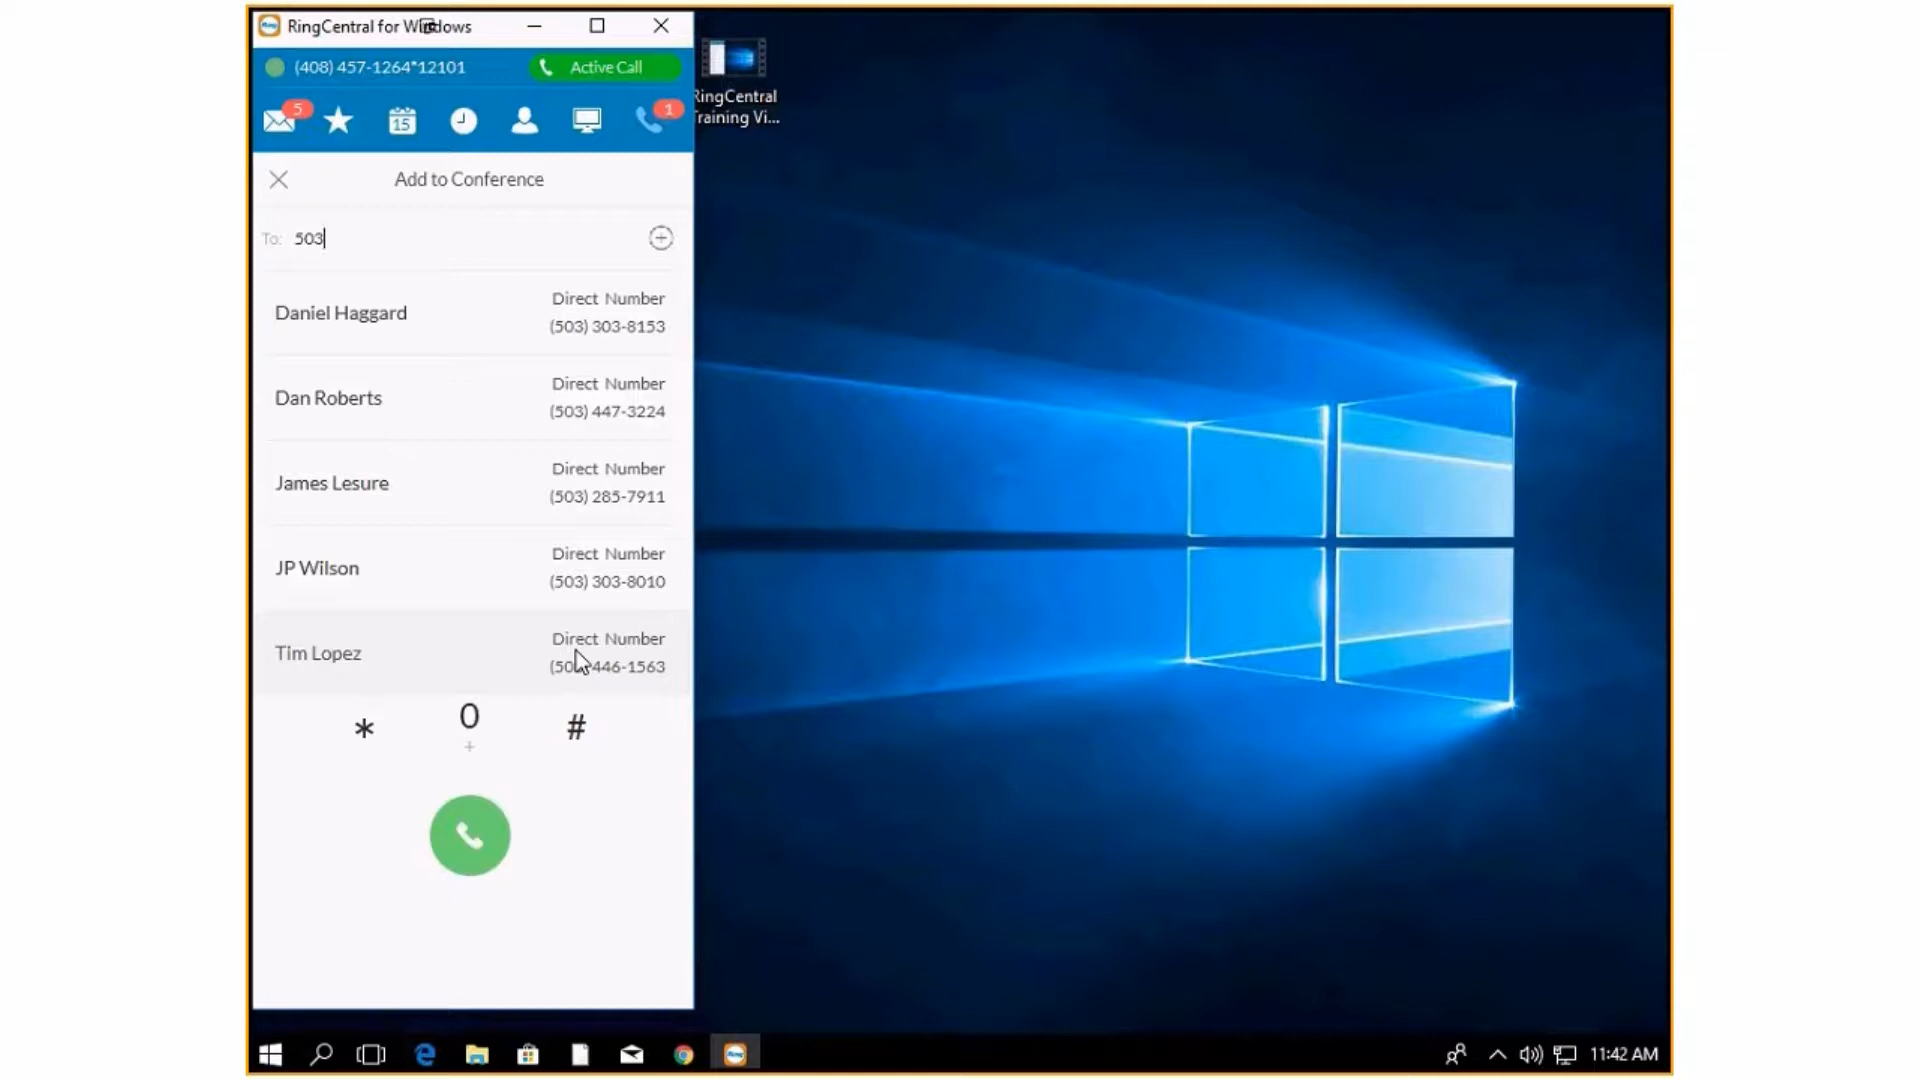 RingCentral for Windows
(408) 457-1264*12101
Active Call
5
15
1
Add to Conference
To: 503
Daniel Haggard
Direct Number
(503) 303-8153
Dan Roberts
Direct Number
(503) 447-3224
James Lesure
Direct Number
(503) 285-7911
JP Wilson
Direct Number
(503) 303-8010
Tim Lopez
Direct Number
446-1563
* 0 #
+
RingCentral
Training Vi...
11:42 AM